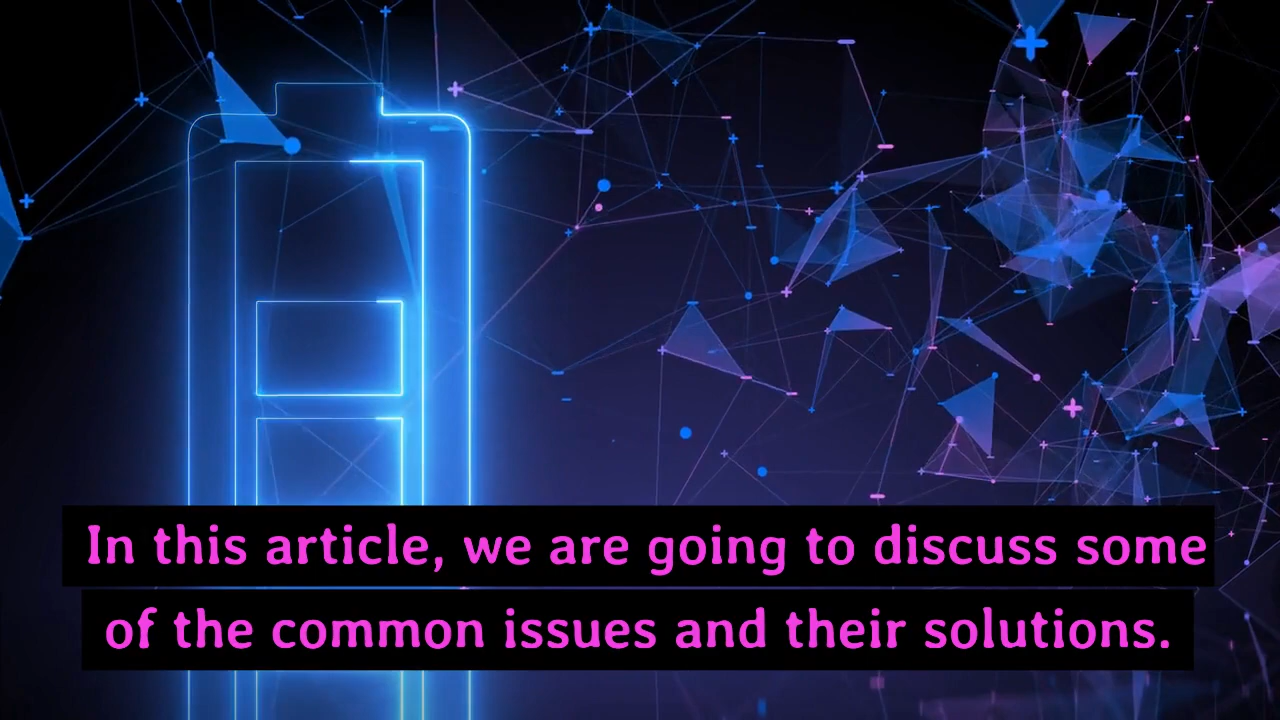 In this article, we are going to discuss some
of the common issues and their solutions.